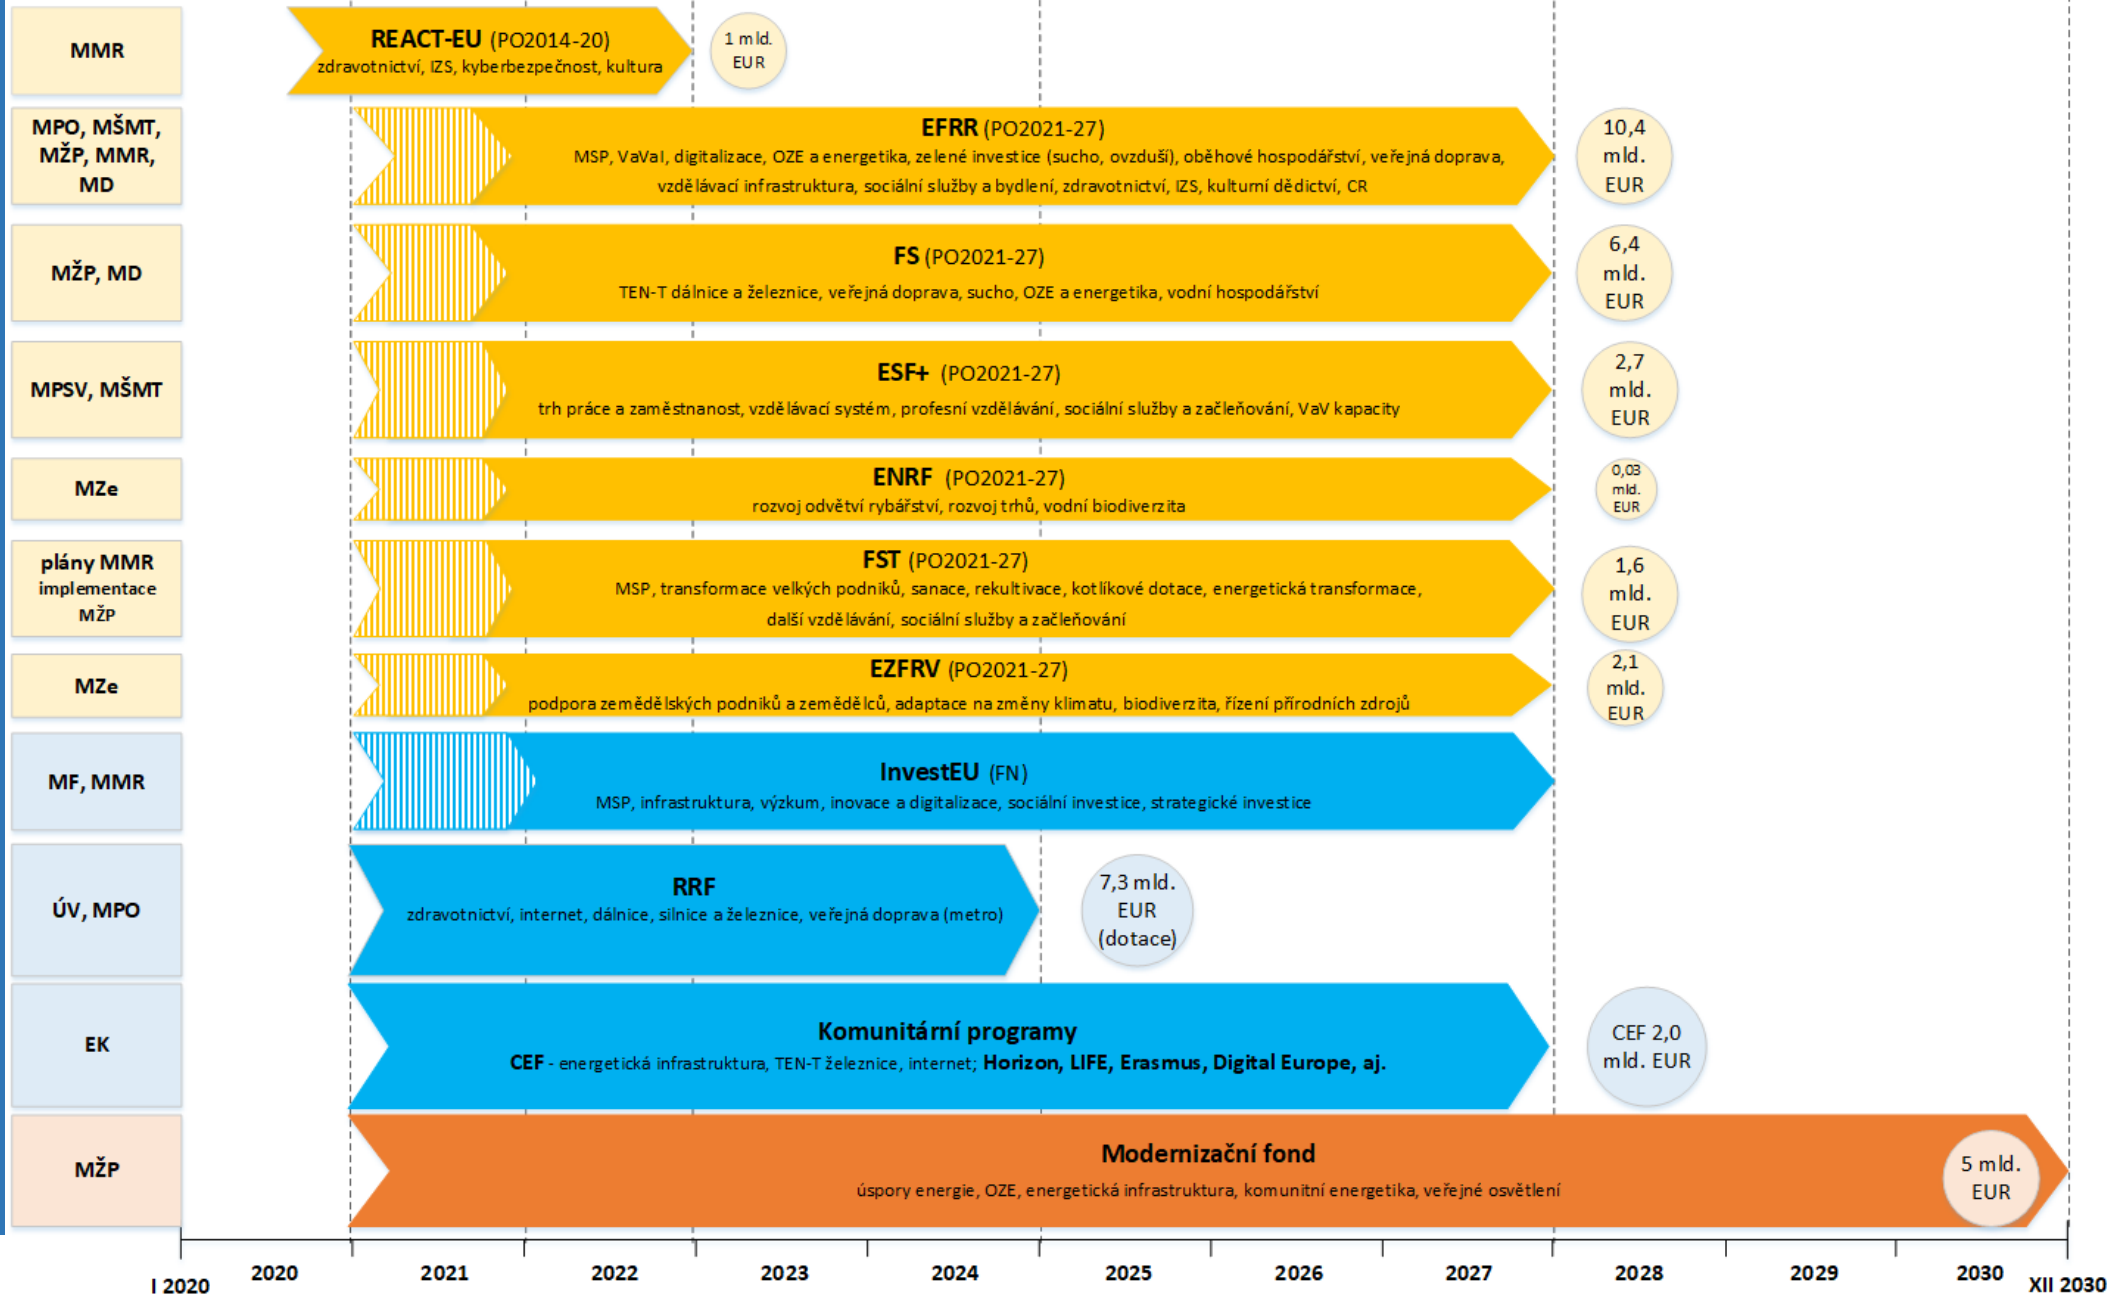 MMR
REACT-EU (PO2014-20)
zdravotnictví, IZS, kyberbezpečnost, kultura
1 mld.
EUR
MPO, MŠMT,
MŽP, MMR,
MD
EFRR (PO2021-27)
MSP, VaVaI, digitalizace, OZE a energetika, zelené investice (sucho, ovzduší), oběhové hospodářství, veřejná doprava,
vzdělávací infrastruktura, sociální služby a bydlení, zdravotnictví, IZS, kulturní dědictví, CR
10,4
mld.
EUR
MŽP, MD
FS (PO2021-27)
TEN-T dálnice a železnice, veřejná doprava, sucho, OZE a energetika, vodní hospodářství
6,4
mld.
EUR
MPSV, MŠMT
ESF+ (PO2021-27)
trh práce a zaměstnanost, vzdělávací systém, profesní vzdělávání, sociální služby a začleňování, VaV kapacity
2,7
mld.
EUR
MZe
ENRF (PO2021-27)
rozvoj odvětví rybářství, rozvoj trhů, vodní biodiverzita
0,03
mld.
EUR
plány MMR
implementace
MŽP
FST (PO2021-27)
MSP, transformace velkých podniků, sanace, rekultivace, kotlíkové dotace, energetická transformace,
další vzdělávání, sociální služby a začleňování
1,6
mld.
EUR
MZe
EZFRV (PO2021-27)
podpora zemědělských podniků a zemědělců, adaptace na změny klimatu, biodiverzita, řízení přírodních zdrojů
2,1
mld.
EUR
MF, MMR
InvestEU (FN)
MSP, infrastruktura, výzkum, inovace a digitalizace, sociální investice, strategické investice
ÚV, MPO
RRF
zdravotnictví, internet, dálnice, silnice a železnice, veřejná doprava (metro)
7,3 mld.
EUR
(dotace)
EK
Komunitární programy
CEF - energetická infrastruktura, TEN-T železnice, internet; Horizon, LIFE, Erasmus, Digital Europe, aj.
CEF 2,0
mld. EUR
MŽP
Modernizační fond
úspory energie, OZE, energetická infrastruktura, komunitní energetika, veřejné osvětlení
5 mld.
EUR
I 2020 2020 2021 2022 2023 2024 2025 2026 2027 2028 2029 2030 XII 2030